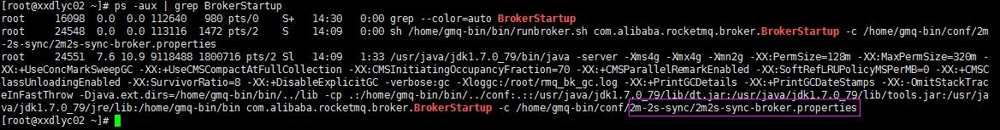 [root@xxdlyc02 ~]# ps -aux | grep BrokerStartup
root     16098  0.0  0.0 112640   980 pts/0    S+   14:30   0:00 grep --color=auto BrokerStartup
root     24548  0.0  0.0 113116  1472 pts/2    S    14:09   0:00 sh /home/gmq-bin/bin/runbroker.sh com.alibaba.rocketmq.broker.BrokerStartup -c /home/gmq-bin/conf/2m
-2s-sync/2m2s-sync-broker.properties
root     24551  7.6 10.9 9118488 1800716 pts/2 Sl   14:09   1:33 /usr/java/jdk1.7.0_79/bin/java -server -Xms4g -Xmx4g -Xmn2g -XX:PermSize=128m -XX:MaxPermSize=320m -
XX:+UseConcMarkSweepGC -XX:+UseCMSCompactAtFullCollection -XX:CMSInitiatingOccupancyFraction=70 -XX:+CMSParallelRemarkEnabled -XX:SoftRefLRUPolicyMSPerMB=0 -XX:+CMSC
lassUnloadingEnabled -XX:SurvivorRatio=8 -XX:+DisableExplicitGC -verbose:gc -Xloggc:/root/rmq_bk_gc.log -XX:+PrintGCDetails -XX:+PrintGCDateStamps -XX:-OmitStackTrac
eInFastThrow -Djava.ext.dirs=/home/gmq-bin/bin/../lib -cp .:/home/gmq-bin/bin/../conf:.::/usr/java/jdk1.7.0_79/lib/dt.jar:/usr/java/jdk1.7.0_79/lib/tools.jar:/usr/ja
va/jdk1.7.0_79/jre/lib:/home/gmq-bin/bin com.alibaba.rocketmq.broker.BrokerStartup -c /home/gmq-bin/conf/2m-2s-sync/2m2s-sync-broker.properties
[root@xxdlyc02 ~]#